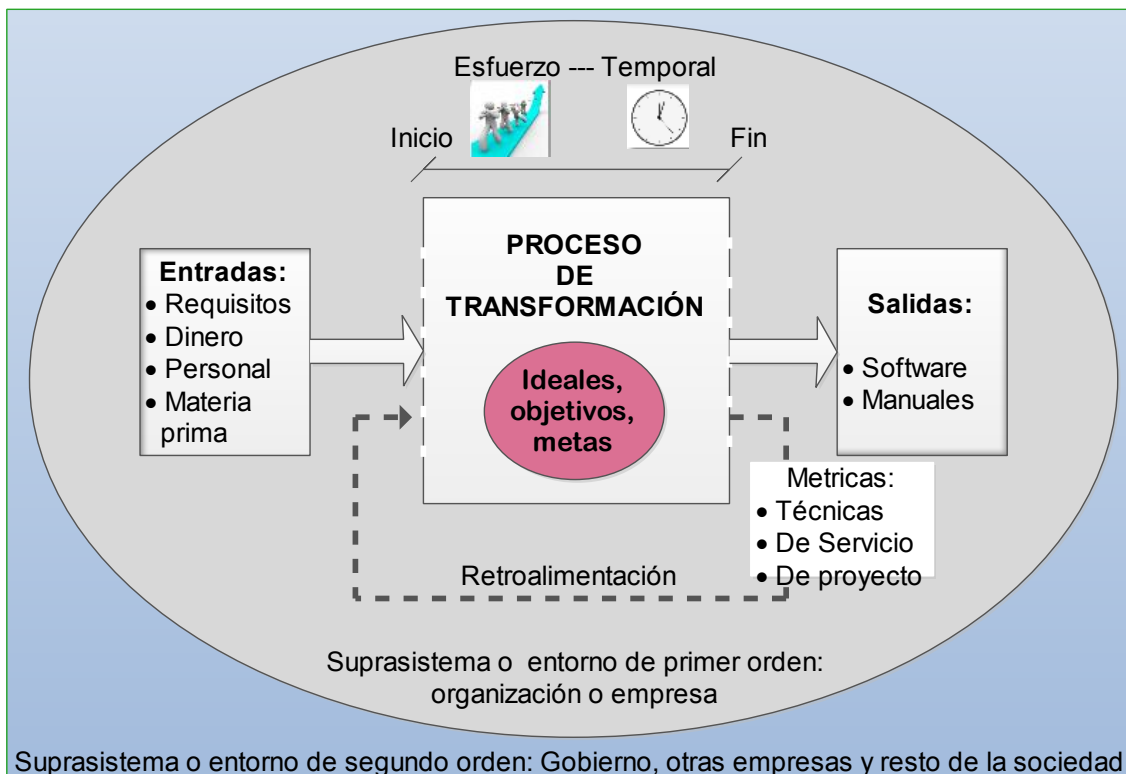 Esfuerzo --- Temporal
Inicio
Fin
PROCESO
DE
TRANSFORMACIÓN
Ideales,
objetivos,
metas
Entradas:
• Requisitos
• Dinero
• Personal
• Materia
prima
Salidas:
• Software
• Manuales
Metricas:
• Técnicas
• De Servicio
• De proyecto
Retroalimentación
Suprasistema o entorno de primer orden:
organización o empresa
Suprasistema o entorno de segundo orden: Gobierno, otras empresas y resto de la sociedad